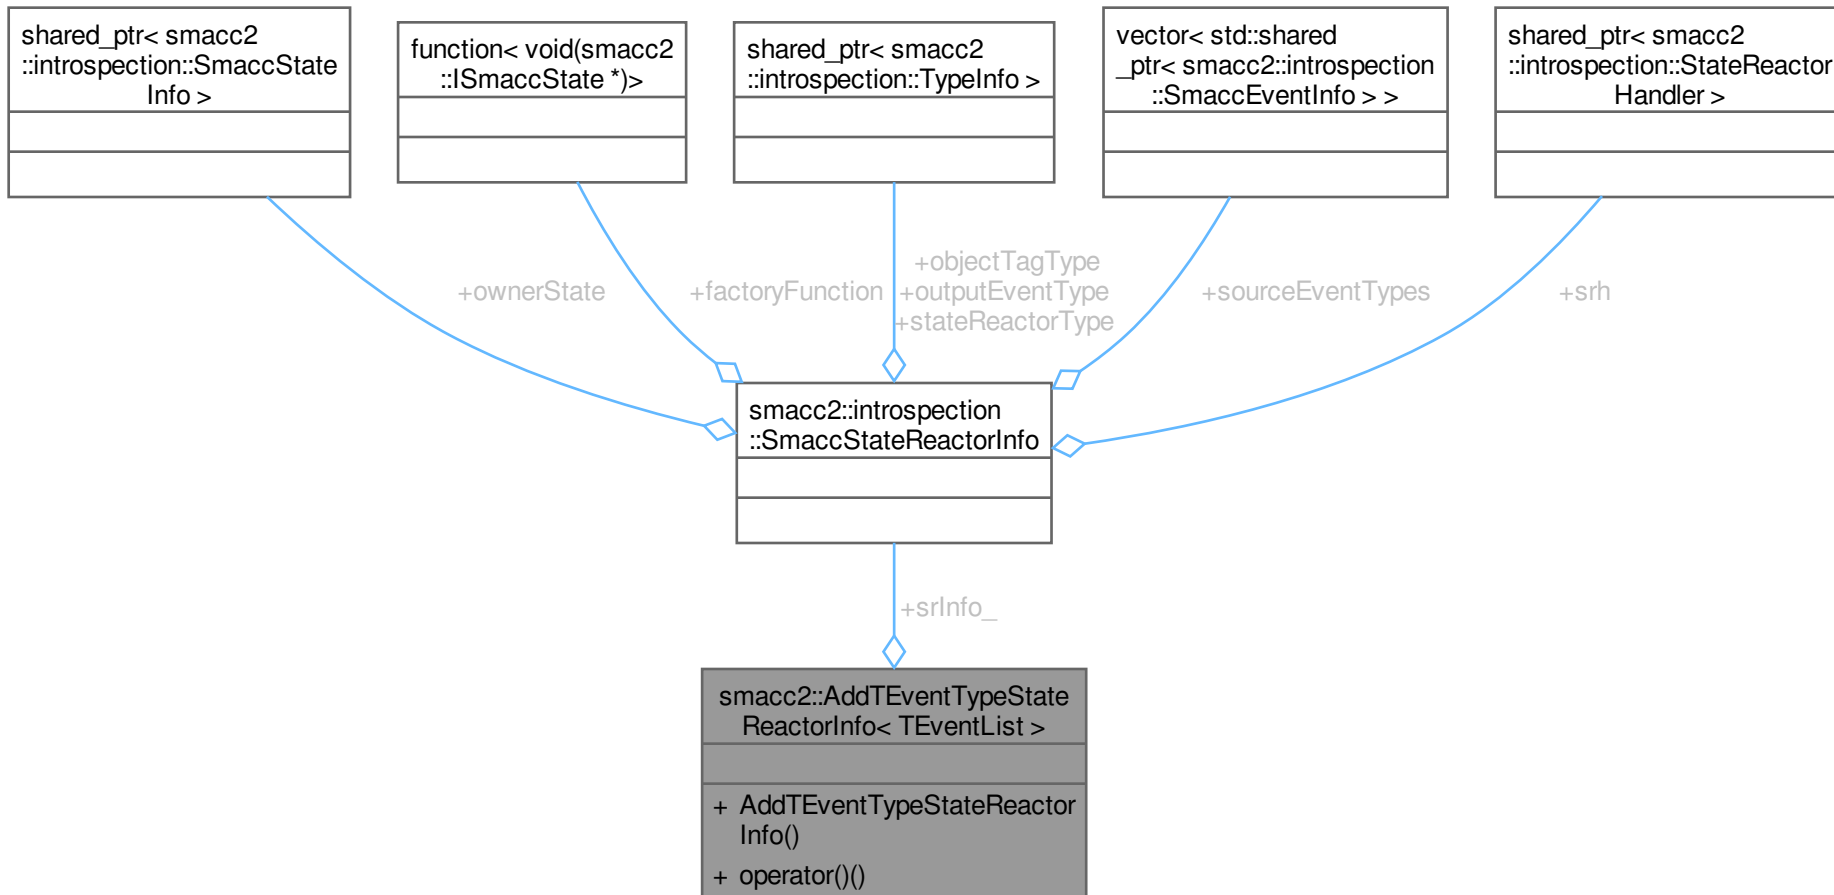 shared_ptr< smacc2
::introspection::SmaccState
Info >
function< void(smacc2
::ISmaccState *)>
shared_ptr< smacc2
::introspection::TypeInfo >
vector< std::shared
_ptr< smacc2::introspection
::SmaccEventInfo > >
shared_ptr< smacc2
::introspection::StateReactor
Handler >
+ownerState
+factoryFunction
+objectTagType
+outputEventType
+stateReactorType
+sourceEventTypes
+srh
smacc2::introspection
::SmaccStateReactorInfo
+srInfo_
smacc2::AddTEventTypeState
ReactorInfo< TEventList >
+ AddTEventTypeStateReactor
Info()
+ operator()()